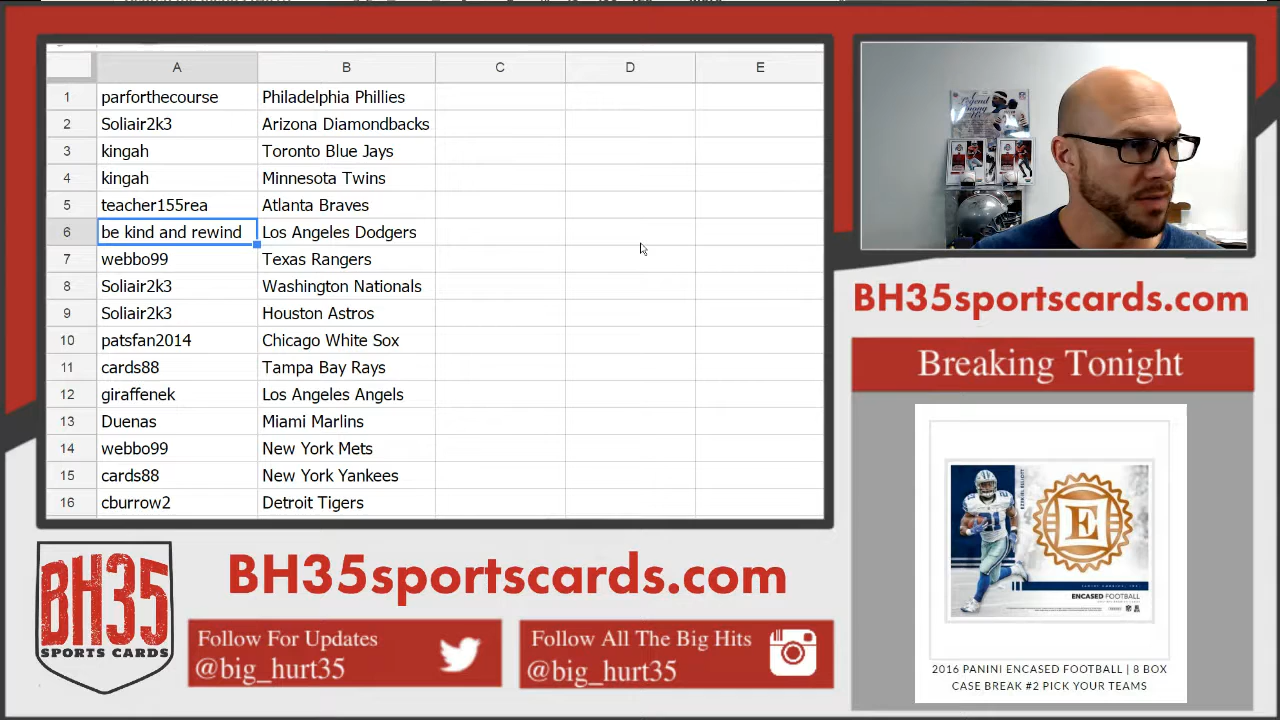 A B C D E
1 parforthecourse Philadelphia Phillies
2 Soliair2k3 Arizona Diamondbacks
3 kingah Toronto Blue Jays
4 kingah Minnesota Twins
5 teacher155rea Atlanta Braves
6 be kind and rewind Los Angeles Dodgers
7 webbo99 Texas Rangers
8 Soliair2k3 Washington Nationals
9 Soliair2k3 Houston Astros
10 patsfan2014 Chicago White Sox
11 cards88 Tampa Bay Rays
12 giraffenek Los Angeles Angels
13 Duenas Miami Marlins
14 webbo99 New York Mets
15 cards88 New York Yankees
16 cburrow2 Detroit Tigers
BH35sportscards.com
Breaking Tonight
E
ENCASED FOOTBALL
2016 PANINI ENCASED FOOTBALL | 8 BOX
CASE BREAK #2 PICK YOUR TEAMS
BH35
SPORTS CARDS
BH35sportscards.com
Follow For Updates
@big_hurt35
Follow All The Big Hits
@big_hurt35